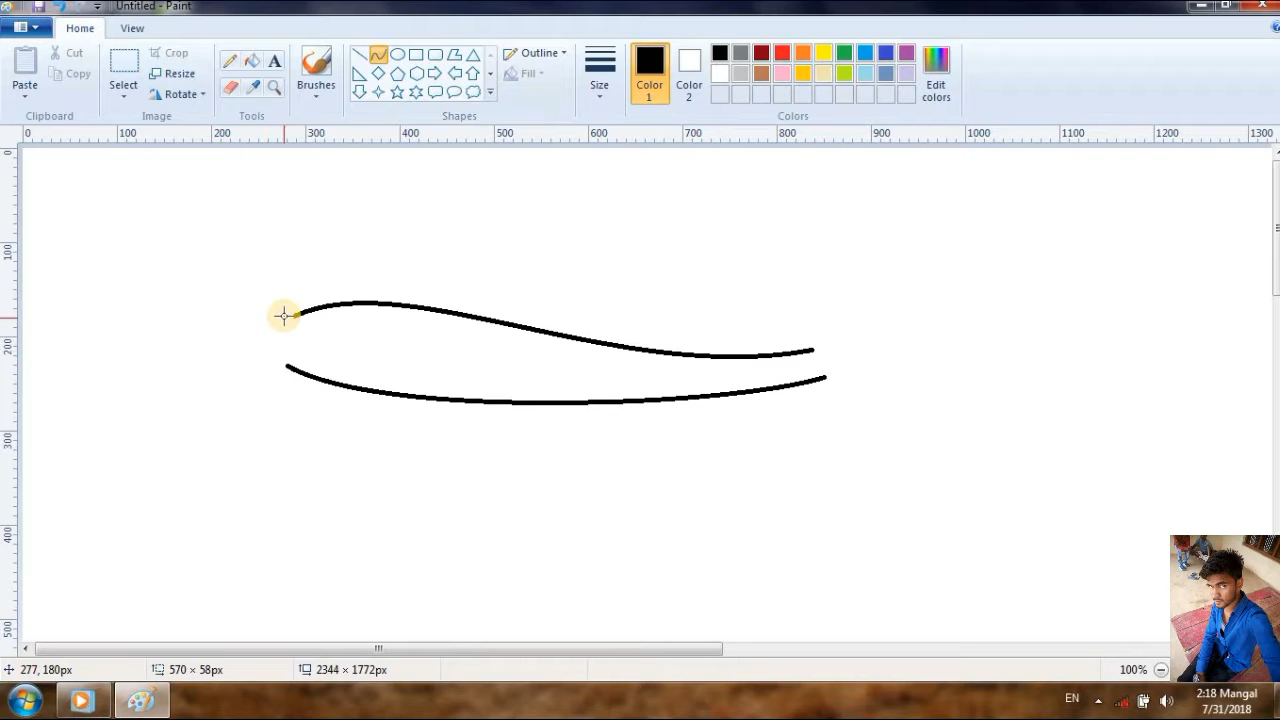 Untitled - Paint
Home
View
Cut
Crop
Outline
Paste
Copy
Select
Resize
Brushes
Fill
Size
Color 1
Color 2
Edit colors
Rotate
Clipboard
Image
Tools
Shapes
Colors
0 100 200 300 400 500 600 700 800 900 1000 1100 1200 1300
0
100
200
300
400
500
277, 180px
570 × 58px
2344 × 1772px
100%
EN
2:18 Mangal
7/31/2018